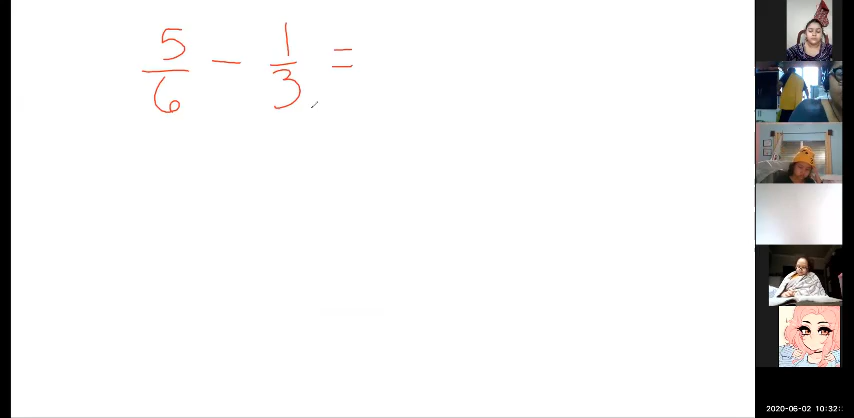 5/6 - 1/3 =
2020-06-02 10:32: